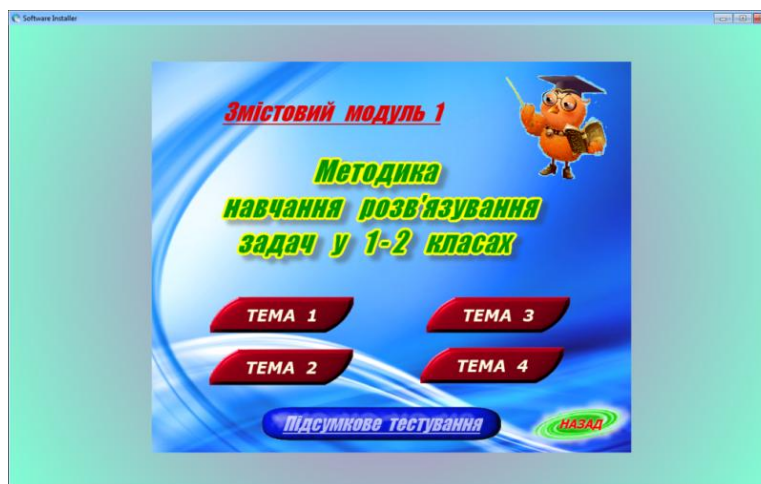 Software Installer
Змістовий модуль 1
Методика
навчання розв'язування
задач у 1-2 класах
ТЕМА 1
ТЕМА 3
ТЕМА 2
ТЕМА 4
Підсумкове тестування
НАЗАД